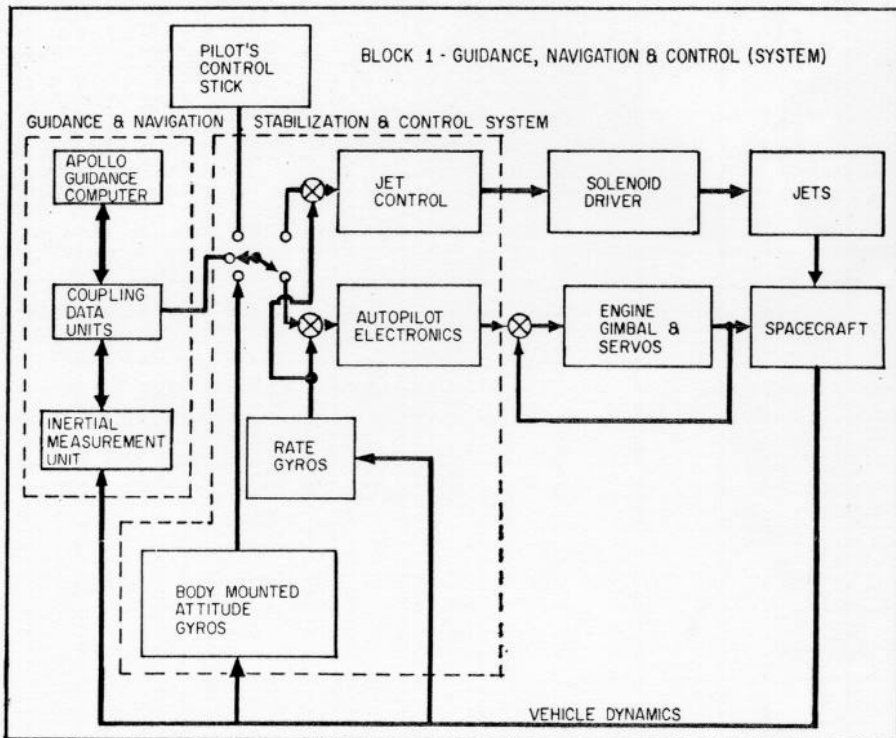 BLOCK 1 - GUIDANCE, NAVIGATION & CONTROL (SYSTEM)
PILOT'S
CONTROL
STICK
GUIDANCE & NAVIGATION
STABILIZATION & CONTROL SYSTEM
APOLLO
GUIDANCE
COMPUTER
JET
CONTROL
SOLENOID
DRIVER
JETS
COUPLING
DATA
UNITS
AUTOPILOT
ELECTRONICS
ENGINE
GIMBAL &
SERVOS
SPACECRAFT
INERTIAL
MEASUREMENT
UNIT
RATE
GYROS
BODY MOUNTED
ATTITUDE
GYROS
VEHICLE DYNAMICS